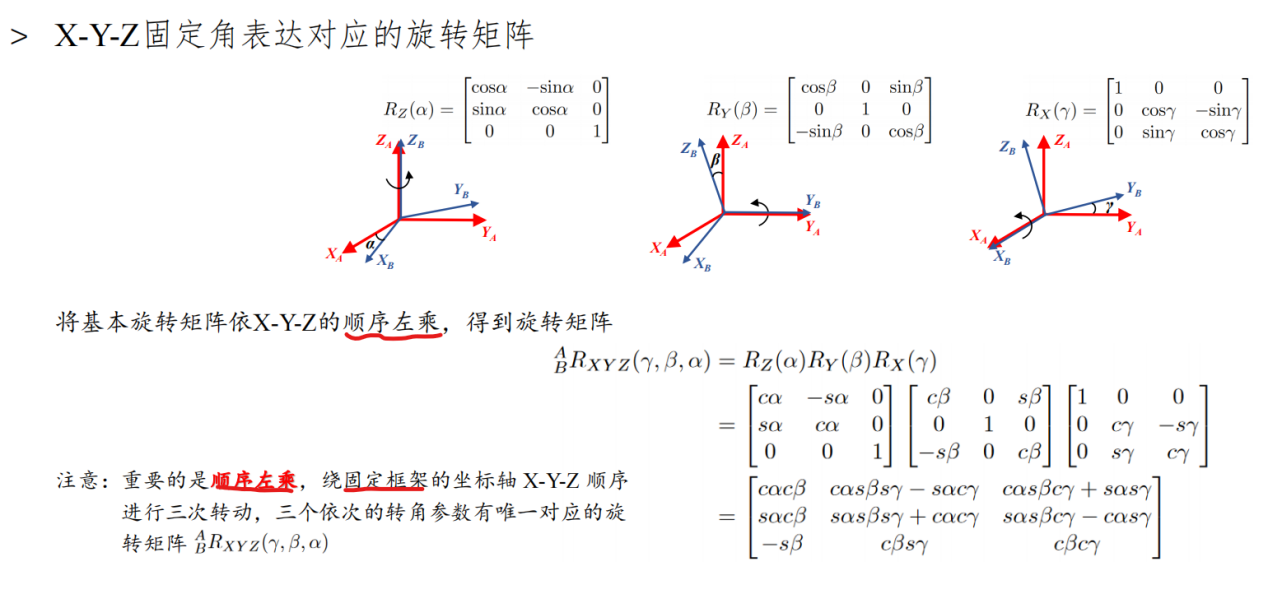 > X-Y-Z固定角表达对应的旋转矩阵
R_Z(α) = [cosα −sinα 0; sinα cosα 0; 0 0 1]
R_Y(β) = [cosβ 0 sinβ; 0 1 0; −sinβ 0 cosβ]
R_X(γ) = [1 0 0; 0 cosγ −sinγ; 0 sinγ cosγ]
Z_A Z_B Y_B Y_A X_A α X_B
Z_B Z_A β Y_B Y_A X_A X_B
Z_B Z_A Y_B γ Y_A X_A X_B
将基本旋转矩阵依X-Y-Z的顺序左乘，得到旋转矩阵
^A_B R_{XYZ}(γ, β, α) = R_Z(α)R_Y(β)R_X(γ)
= [cα −sα 0; sα cα 0; 0 0 1] [cβ 0 sβ; 0 1 0; −sβ 0 cβ] [1 0 0; 0 cγ −sγ; 0 sγ cγ]
= [cαcβ cαsβsγ − sαcγ cαsβcγ + sαsγ; sαcβ sαsβsγ + cαcγ sαsβcγ − cαsγ; −sβ cβsγ cβcγ]
注意：重要的是顺序左乘，绕固定框架的坐标轴 X-Y-Z 顺序
进行三次转动，三个依次的转角参数有唯一对应的旋
转矩阵 ^A_B R_{XYZ}(γ, β, α)